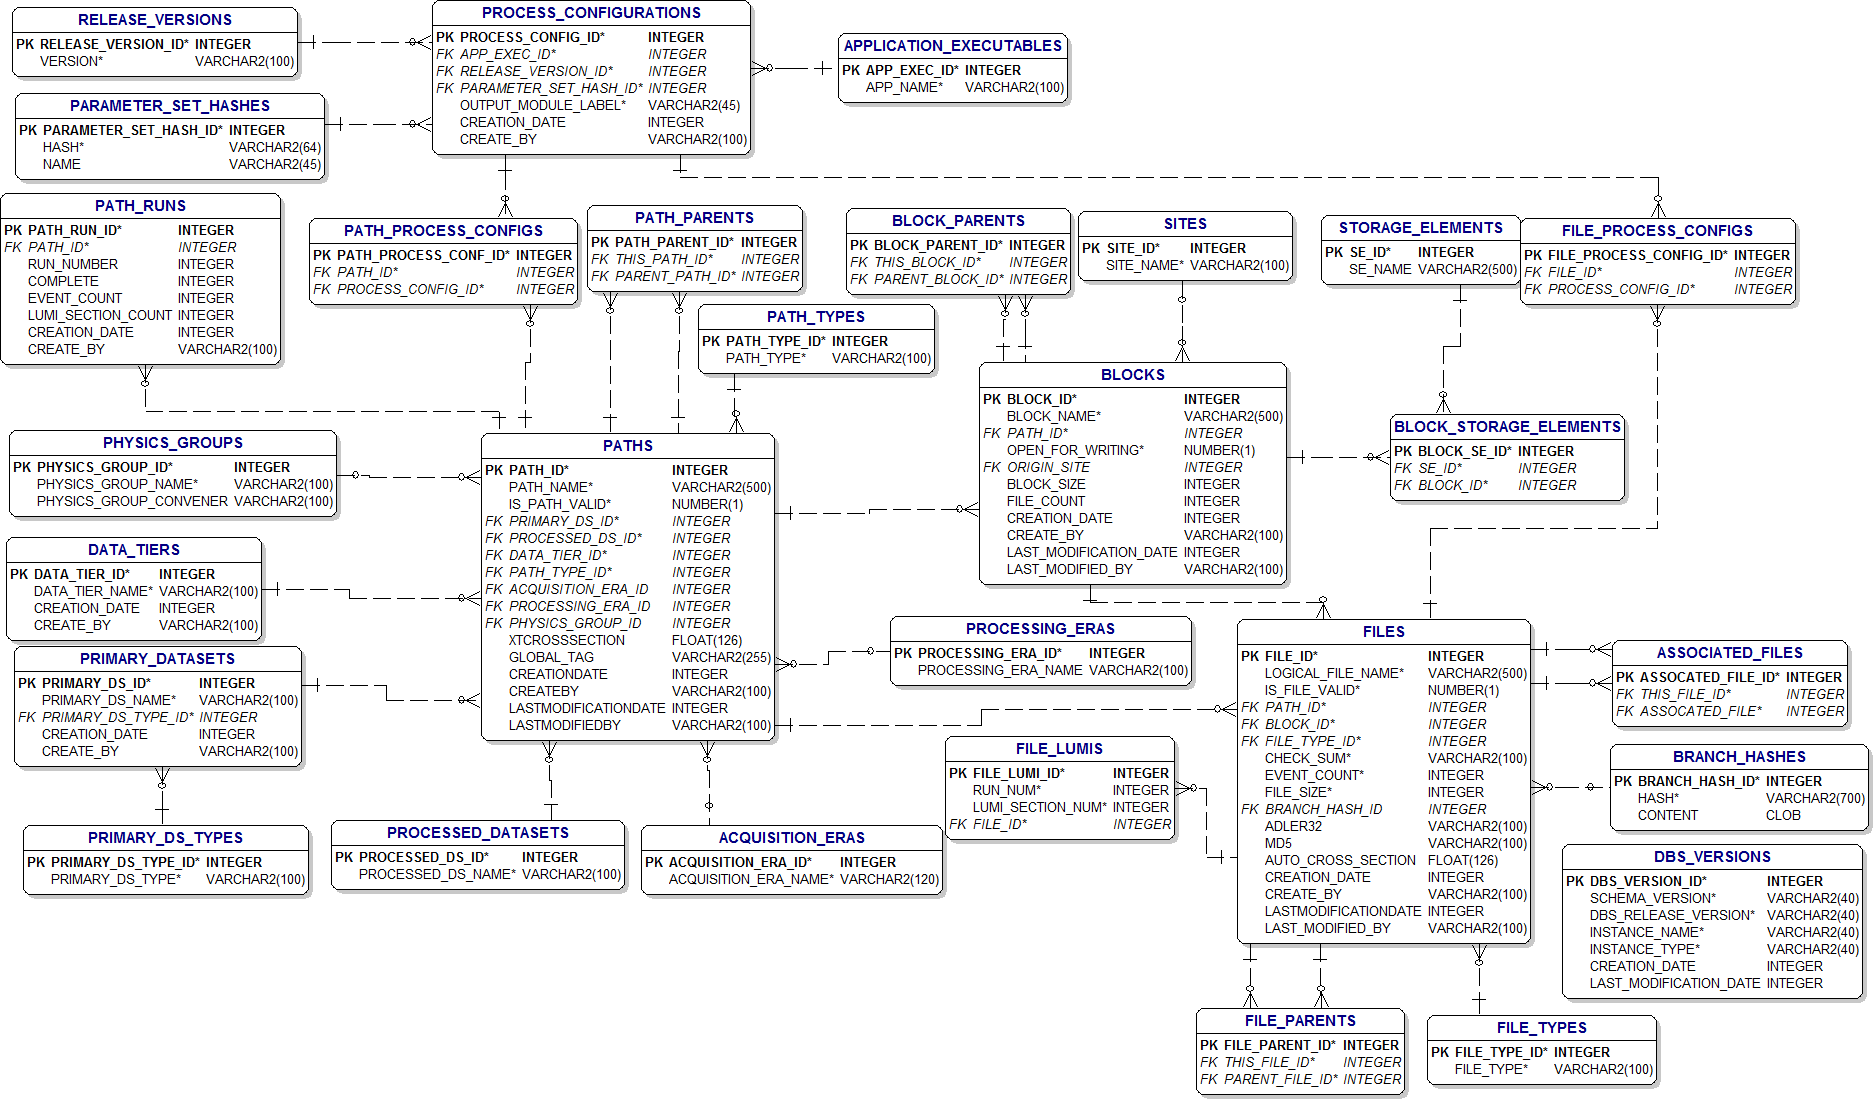 RELEASE_VERSIONS
PK RELEASE_VERSION_ID* INTEGER
VERSION* VARCHAR2(100)
PROCESS_CONFIGURATIONS
PK PROCESS_CONFIG_ID* INTEGER
FK APP_EXEC_ID* INTEGER
FK RELEASE_VERSION_ID* INTEGER
FK PARAMETER_SET_HASH_ID* INTEGER
OUTPUT_MODULE_LABEL* VARCHAR2(45)
CREATION_DATE INTEGER
CREATE_BY VARCHAR2(100)
APPLICATION_EXECUTABLES
PK APP_EXEC_ID* INTEGER
APP_NAME* VARCHAR2(100)
PARAMETER_SET_HASHES
PK PARAMETER_SET_HASH_ID* INTEGER
HASH* VARCHAR2(64)
NAME VARCHAR2(45)
PATH_RUNS
PK PATH_RUN_ID* INTEGER
FK PATH_ID* INTEGER
RUN_NUMBER INTEGER
COMPLETE INTEGER
EVENT_COUNT INTEGER
LUMI_SECTION_COUNT INTEGER
CREATION_DATE INTEGER
CREATE_BY VARCHAR2(100)
PATH_PROCESS_CONFIGS
PK PATH_PROCESS_CONF_ID* INTEGER
FK PATH_ID* INTEGER
FK PROCESS_CONFIG_ID* INTEGER
PATH_PARENTS
PK PATH_PARENT_ID* INTEGER
FK THIS_PATH_ID* INTEGER
FK PARENT_PATH_ID* INTEGER
BLOCK_PARENTS
PK BLOCK_PARENT_ID* INTEGER
FK THIS_BLOCK_ID* INTEGER
FK PARENT_BLOCK_ID* INTEGER
SITES
PK SITE_ID* INTEGER
SITE_NAME* VARCHAR2(100)
STORAGE_ELEMENTS
PK SE_ID* INTEGER
SE_NAME VARCHAR2(500)
FILE_PROCESS_CONFIGS
PK FILE_PROCESS_CONFIG_ID* INTEGER
FK FILE_ID* INTEGER
FK PROCESS_CONFIG_ID* INTEGER
PATH_TYPES
PK PATH_TYPE_ID* INTEGER
PATH_TYPE* VARCHAR2(100)
BLOCKS
PK BLOCK_ID* INTEGER
BLOCK_NAME* VARCHAR2(500)
FK PATH_ID* INTEGER
OPEN_FOR_WRITING* NUMBER(1)
FK ORIGIN_SITE INTEGER
BLOCK_SIZE INTEGER
FILE_COUNT INTEGER
CREATION_DATE INTEGER
CREATE_BY VARCHAR2(100)
LAST_MODIFICATION_DATE INTEGER
LAST_MODIFIED_BY VARCHAR2(100)
BLOCK_STORAGE_ELEMENTS
PK BLOCK_SE_ID* INTEGER
FK SE_ID* INTEGER
FK BLOCK_ID* INTEGER
PHYSICS_GROUPS
PK PHYSICS_GROUP_ID* INTEGER
PHYSICS_GROUP_NAME* VARCHAR2(100)
PHYSICS_GROUP_CONVENER VARCHAR2(100)
PATHS
PK PATH_ID* INTEGER
PATH_NAME* VARCHAR2(500)
IS_PATH_VALID* NUMBER(1)
FK PRIMARY_DS_ID* INTEGER
FK PROCESSED_DS_ID* INTEGER
FK DATA_TIER_ID* INTEGER
FK PATH_TYPE_ID* INTEGER
FK ACQUISITION_ERA_ID INTEGER
FK PROCESSING_ERA_ID INTEGER
FK PHYSICS_GROUP_ID INTEGER
XTCROSSSECTION FLOAT(126)
GLOBAL_TAG VARCHAR2(255)
CREATIONDATE INTEGER
CREATEBY VARCHAR2(100)
LASTMODIFICATIONDATE INTEGER
LASTMODIFIEDBY VARCHAR2(100)
DATA_TIERS
PK DATA_TIER_ID* INTEGER
DATA_TIER_NAME* VARCHAR2(100)
CREATION_DATE INTEGER
CREATE_BY VARCHAR2(100)
PRIMARY_DATASETS
PK PRIMARY_DS_ID* INTEGER
PRIMARY_DS_NAME* VARCHAR2(100)
FK PRIMARY_DS_TYPE_ID* INTEGER
CREATION_DATE INTEGER
CREATE_BY VARCHAR2(100)
PROCESSING_ERAS
PK PROCESSING_ERA_ID* INTEGER
PROCESSING_ERA_NAME VARCHAR2(100)
FILES
PK FILE_ID* INTEGER
LOGICAL_FILE_NAME* VARCHAR2(500)
IS_FILE_VALID* NUMBER(1)
FK PATH_ID* INTEGER
FK BLOCK_ID* INTEGER
FK FILE_TYPE_ID* INTEGER
CHECK_SUM* VARCHAR2(100)
EVENT_COUNT* INTEGER
FILE_SIZE* INTEGER
FK BRANCH_HASH_ID INTEGER
ADLER32 VARCHAR2(100)
MD5 VARCHAR2(100)
AUTO_CROSS_SECTION FLOAT(126)
CREATION_DATE INTEGER
CREATE_BY VARCHAR2(100)
LASTMODIFICATIONDATE INTEGER
LAST_MODIFIED_BY VARCHAR2(100)
ASSOCIATED_FILES
PK ASSOCATED_FILE_ID* INTEGER
FK THIS_FILE_ID* INTEGER
FK ASSOCATED_FILE* INTEGER
FILE_LUMIS
PK FILE_LUMI_ID* INTEGER
RUN_NUM* INTEGER
LUMI_SECTION_NUM* INTEGER
FK FILE_ID* INTEGER
BRANCH_HASHES
PK BRANCH_HASH_ID* INTEGER
HASH* VARCHAR2(700)
CONTENT CLOB
PRIMARY_DS_TYPES
PK PRIMARY_DS_TYPE_ID* INTEGER
PRIMARY_DS_TYPE* VARCHAR2(100)
PROCESSED_DATASETS
PK PROCESSED_DS_ID* INTEGER
PROCESSED_DS_NAME* VARCHAR2(100)
ACQUISITION_ERAS
PK ACQUISITION_ERA_ID* INTEGER
ACQUISITION_ERA_NAME* VARCHAR2(120)
DBS_VERSIONS
PK DBS_VERSION_ID* INTEGER
SCHEMA_VERSION* VARCHAR2(40)
DBS_RELEASE_VERSION* VARCHAR2(40)
INSTANCE_NAME* VARCHAR2(40)
INSTANCE_TYPE* VARCHAR2(40)
CREATION_DATE INTEGER
LAST_MODIFICATION_DATE INTEGER
FILE_PARENTS
PK FILE_PARENT_ID* INTEGER
FK THIS_FILE_ID* INTEGER
FK PARENT_FILE_ID* INTEGER
FILE_TYPES
PK FILE_TYPE_ID* INTEGER
FILE_TYPE* VARCHAR2(100)